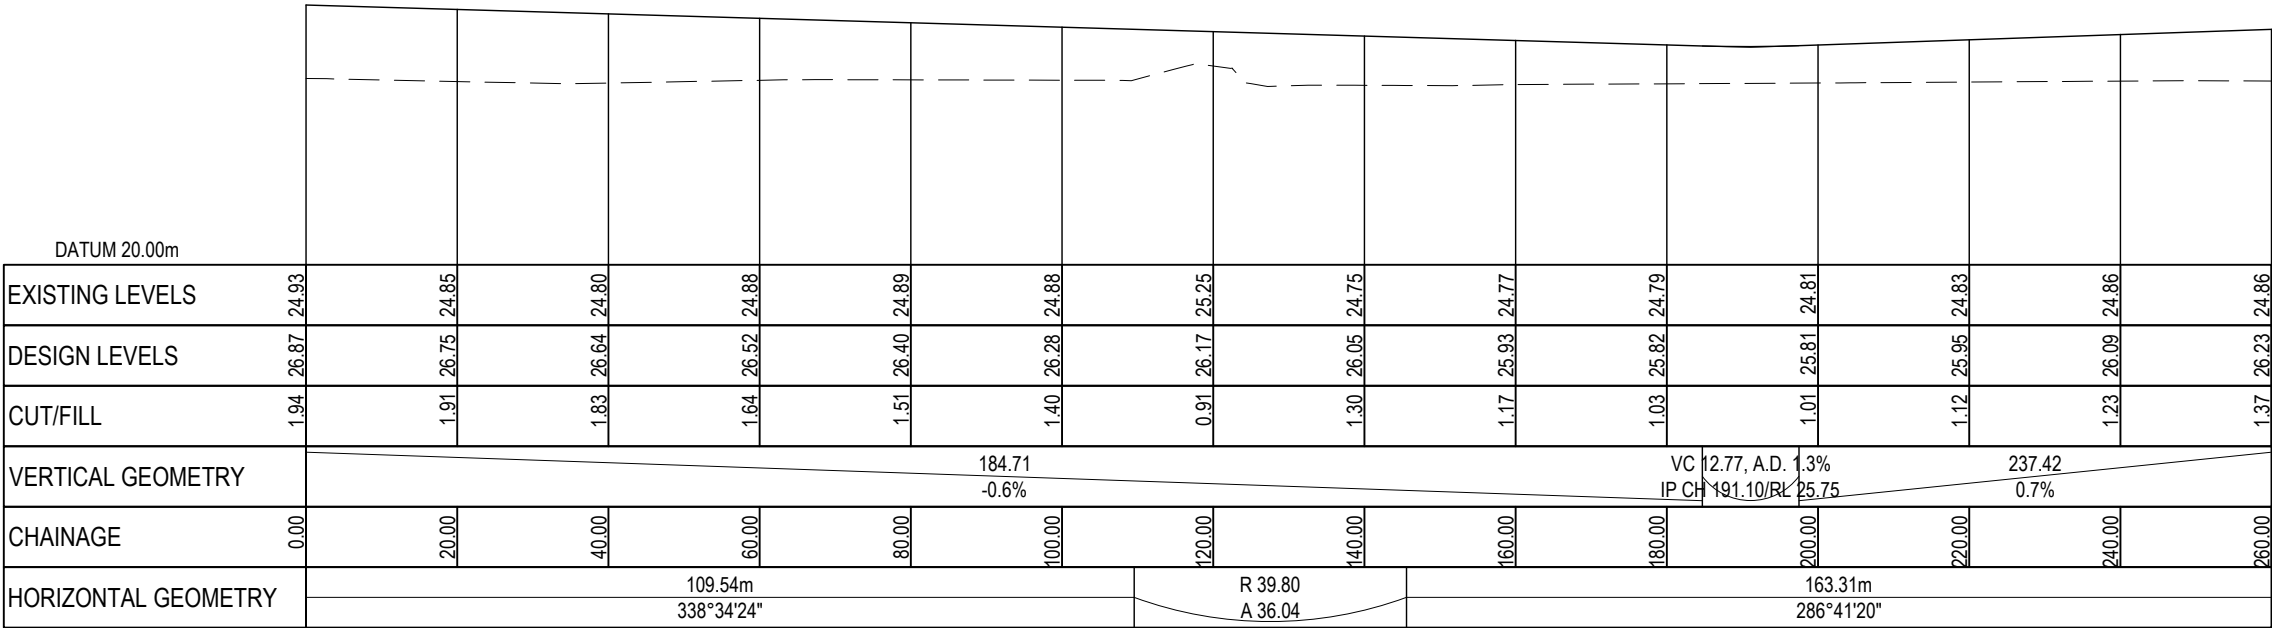 DATUM 20.00m
EXISTING LEVELS 24.93 24.85 24.80 24.88 24.89 24.88 25.25 24.75 24.77 24.79 24.81 24.83 24.86 24.86
DESIGN LEVELS 26.87 26.75 26.64 26.52 26.40 26.28 26.17 26.05 25.93 25.82 25.81 25.95 26.09 26.23
CUT/FILL 1.94 1.91 1.83 1.64 1.51 1.40 0.91 1.30 1.17 1.03 1.01 1.12 1.23 1.37
VERTICAL GEOMETRY
184.71 VC 12.77, A.D. 1.3% 237.42
-0.6% IP CH 191.10/RL 25.75 0.7%
CHAINAGE 0.00 20.00 40.00 60.00 80.00 100.00 120.00 140.00 160.00 180.00 200.00 220.00 240.00 260.00
HORIZONTAL GEOMETRY
109.54m R 39.80 163.31m
338°34'24" A 36.04 286°41'20"